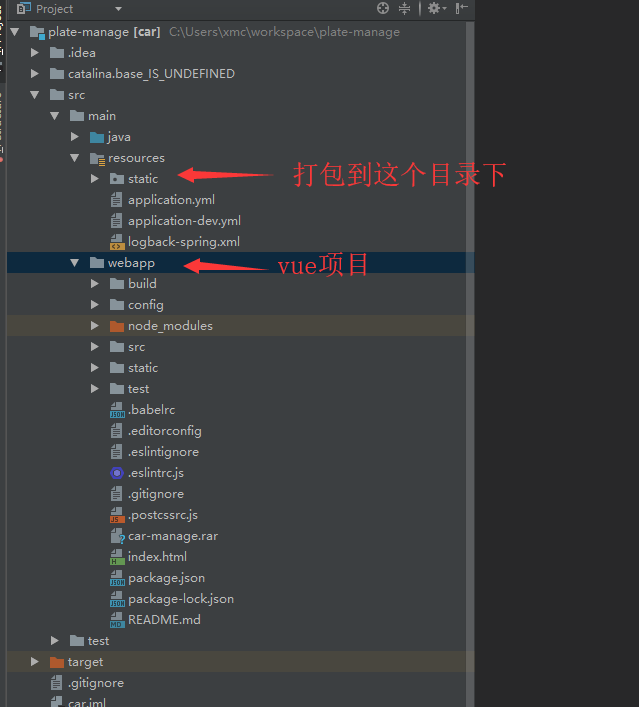 Project
plate-manage [car] C:\Users\xmc\workspace\plate-manage
.idea
catalina.base_IS_UNDEFINED
src
main
java
resources
static
打包到这个目录下
application.yml
application-dev.yml
logback-spring.xml
webapp
vue项目
build
config
node_modules
src
static
test
.babelrc
.editorconfig
.eslintignore
.eslintrc.js
.gitignore
.postcssrc.js
car-manage.rar
index.html
package.json
package-lock.json
README.md
test
target
.gitignore
car.iml